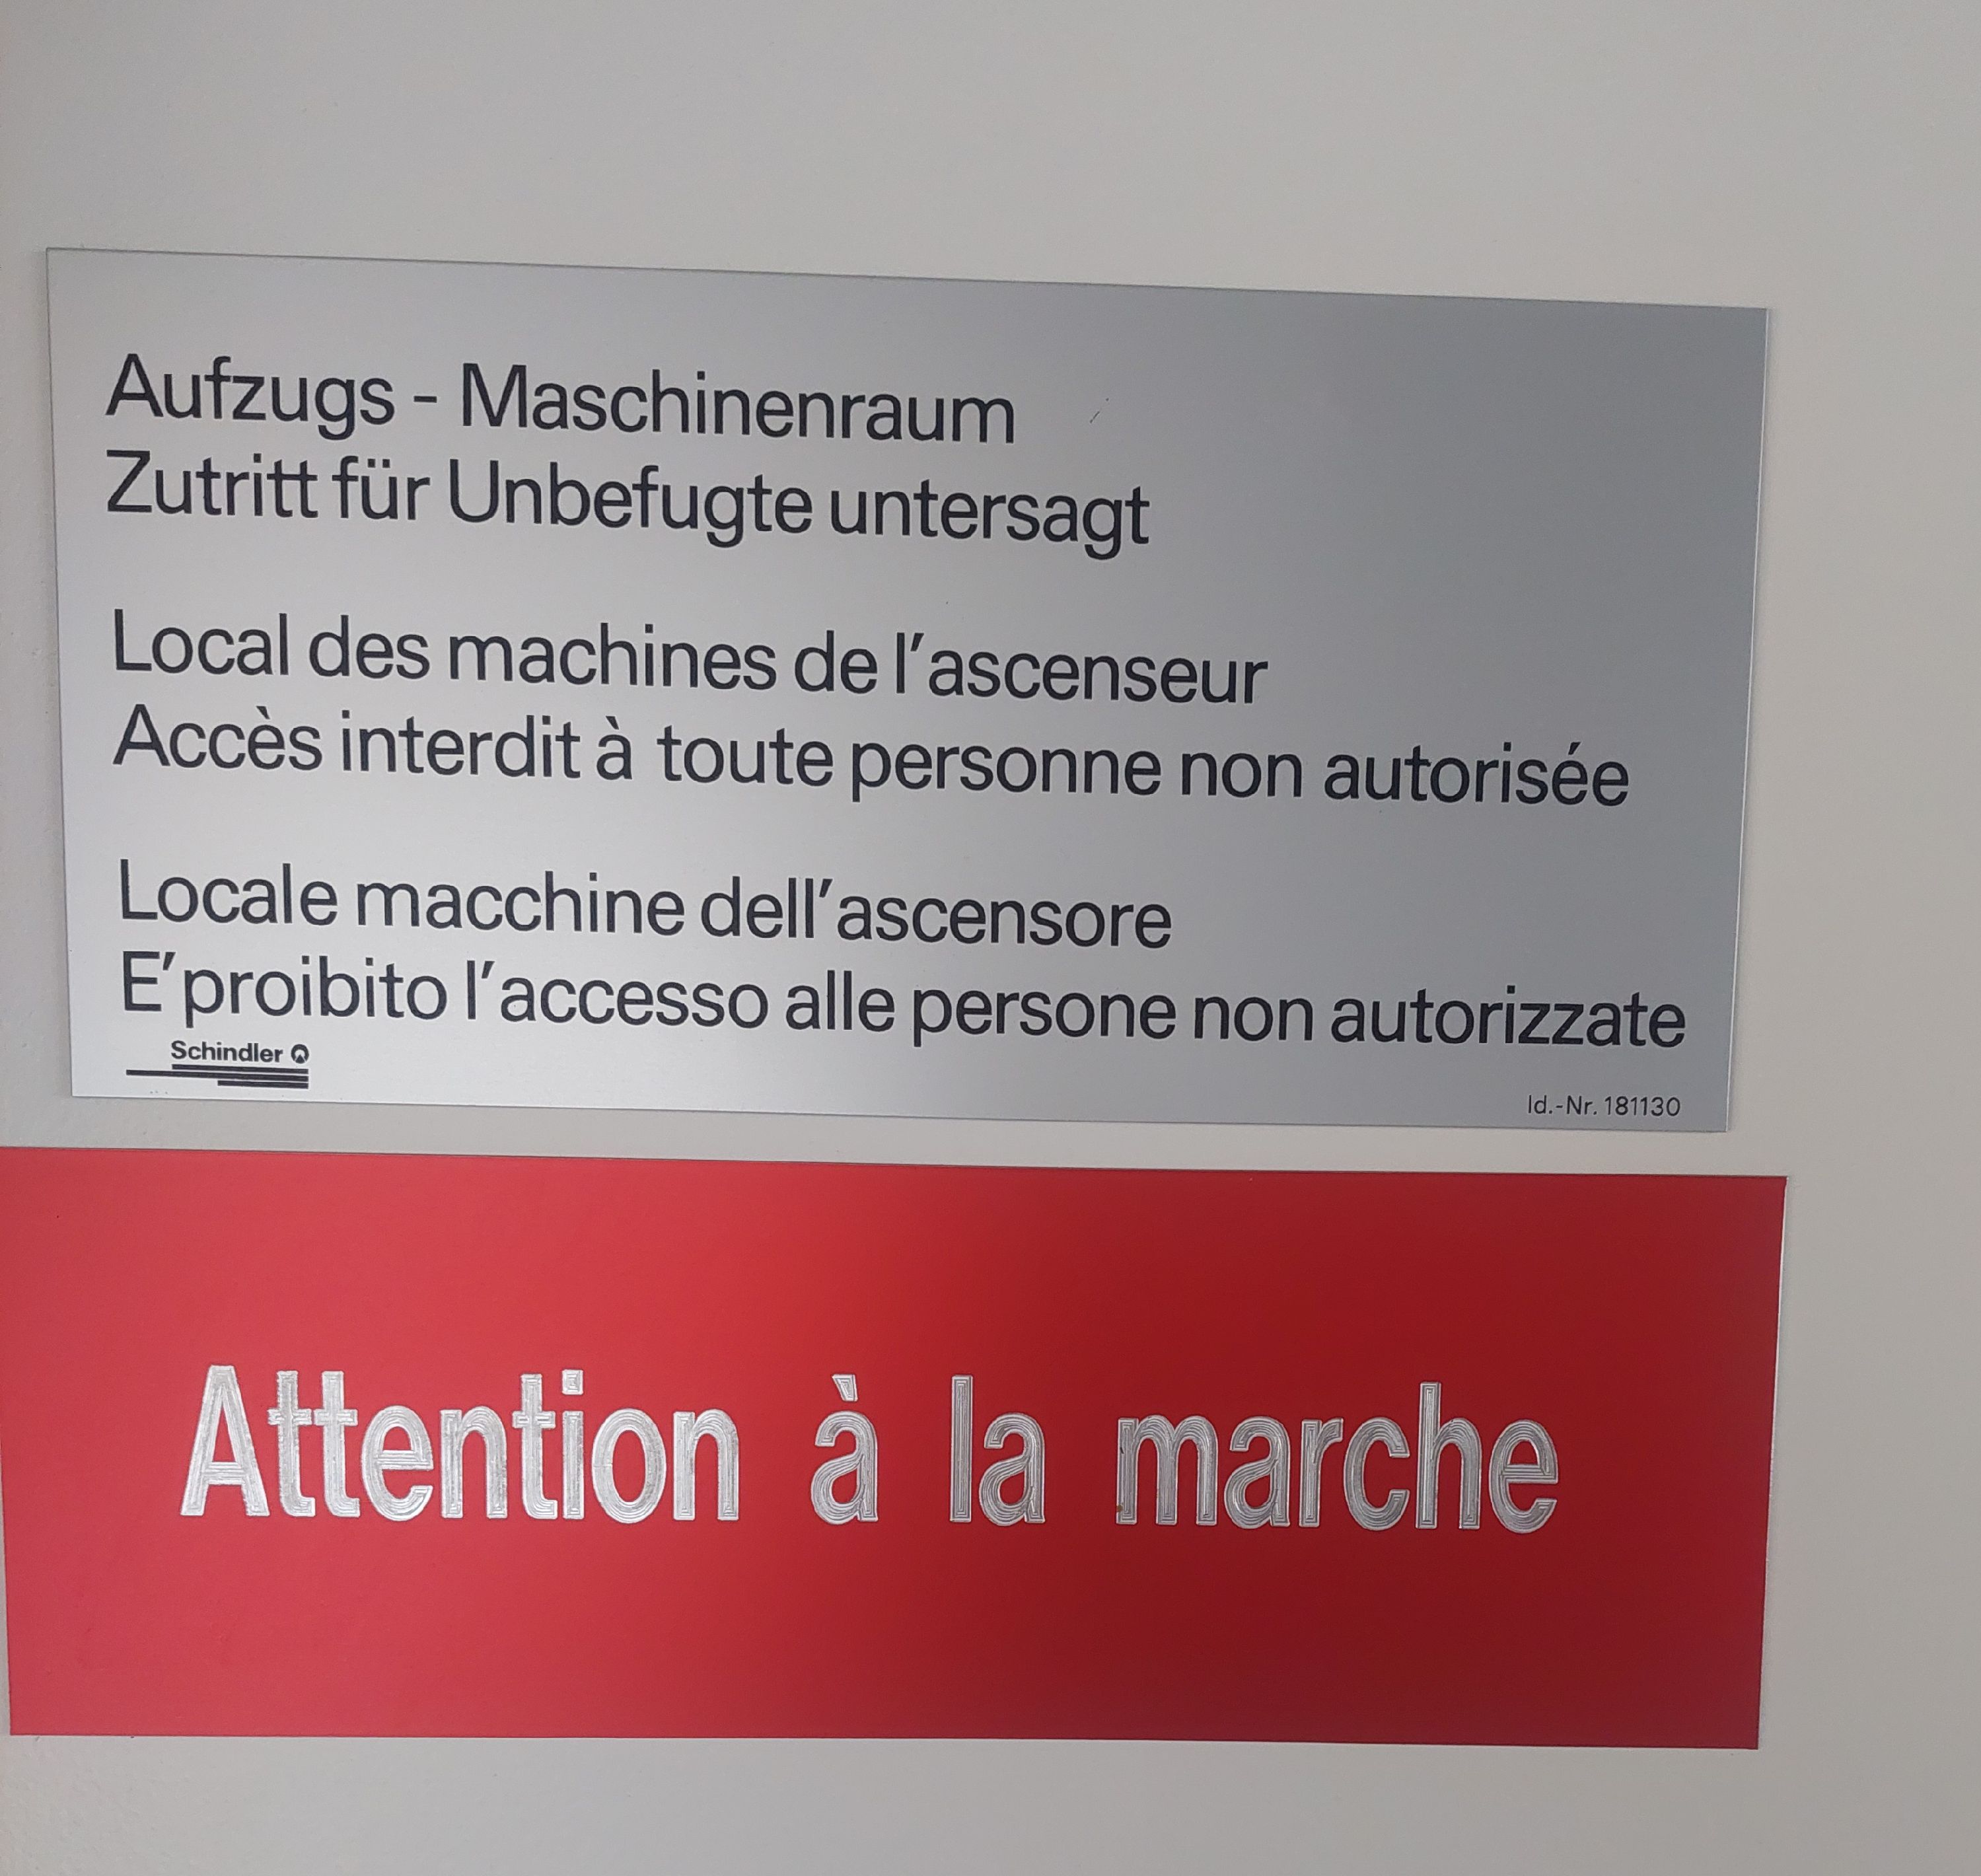 Aufzugs - Maschinenraum
Zutritt für Unbefugte untersagt
Local des machines de l'ascenseur
Accès interdit à toute personne non autorisée
Locale macchine dell'ascensore
E'proibito l'accesso alle persone non autorizzate
Schindler
Id.-Nr. 181130
Attention à la marche